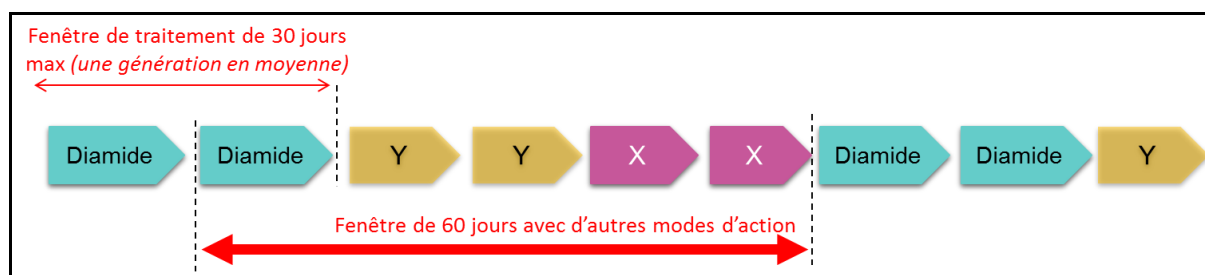 Fenêtre de traitement de 30 jours
max (une génération en moyenne)
Diamide Diamide Y Y X X Diamide Diamide Y
Fenêtre de 60 jours avec d'autres modes d'action